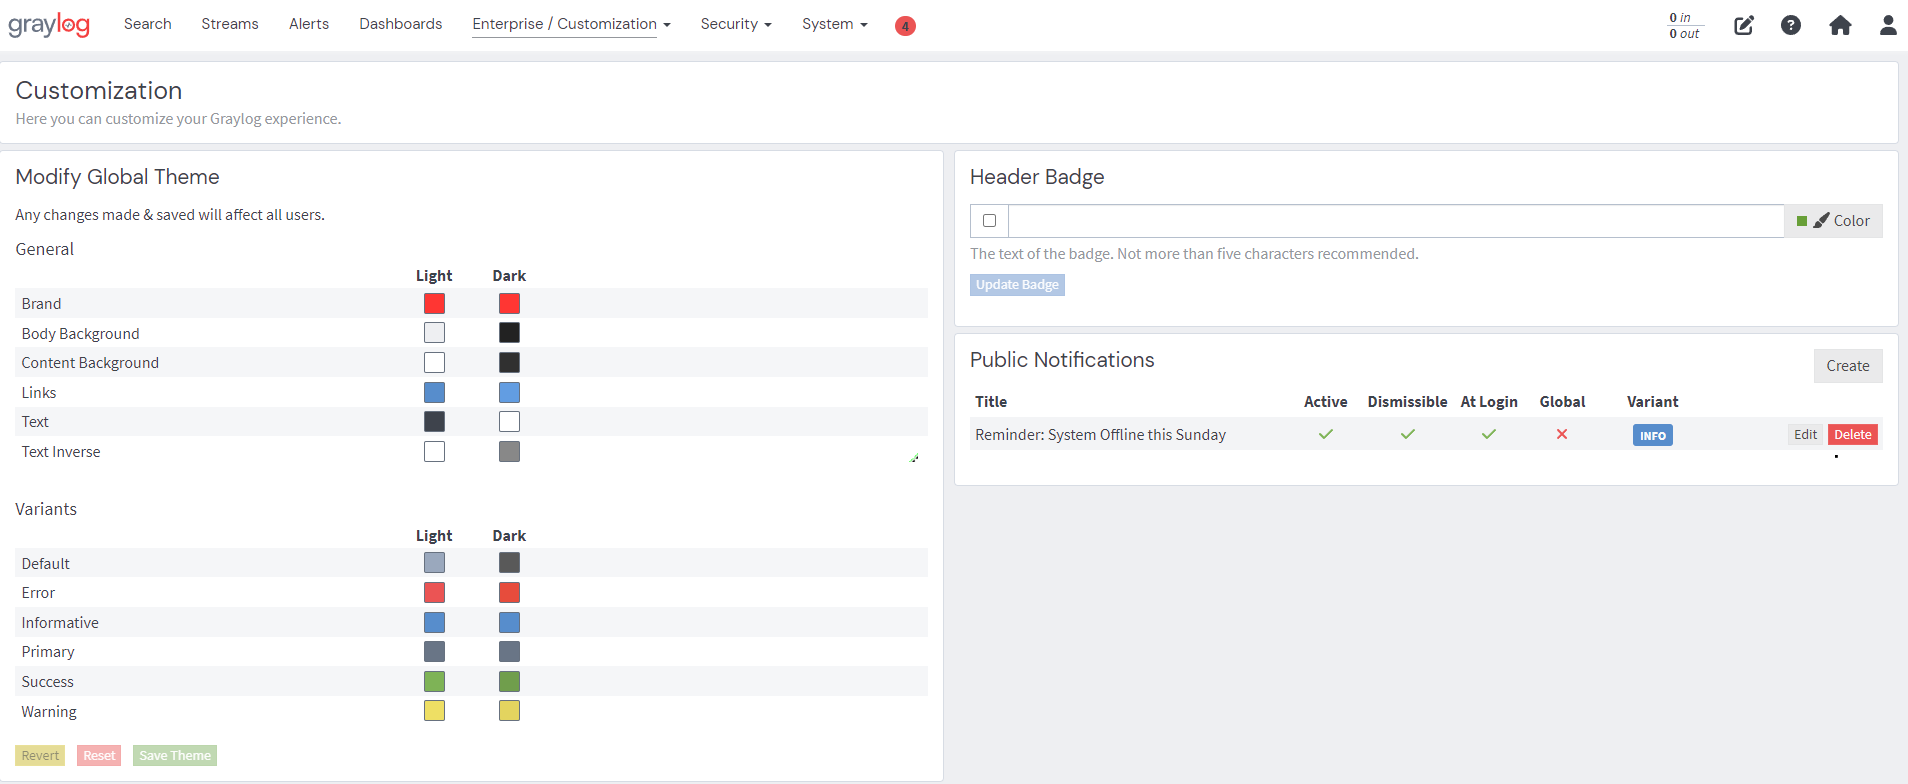 graylog Search Streams Alerts Dashboards Enterprise / Customization Security System 4 0 in
0 out
Customization
Here you can customize your Graylog experience.
Modify Global Theme
Any changes made & saved will affect all users.
General
Light Dark
Brand
Body Background
Content Background
Links
Text
Text Inverse
Variants
Light Dark
Default
Error
Informative
Primary
Success
Warning
Revert Reset Save Theme
Header Badge
Color
The text of the badge. Not more than five characters recommended.
Update Badge
Public Notifications
Create
Title Active Dismissible At Login Global Variant
Reminder: System Offline this Sunday INFO Edit Delete